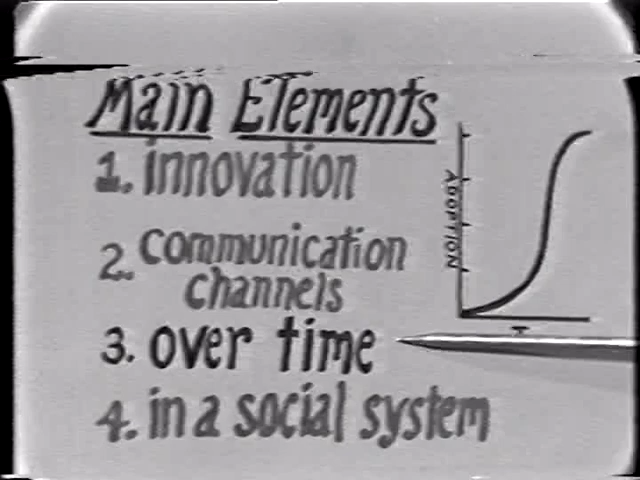 Main Elements
1. innovation
2. communication
channels
3. over time
4. in a social system
ADOPTION
T